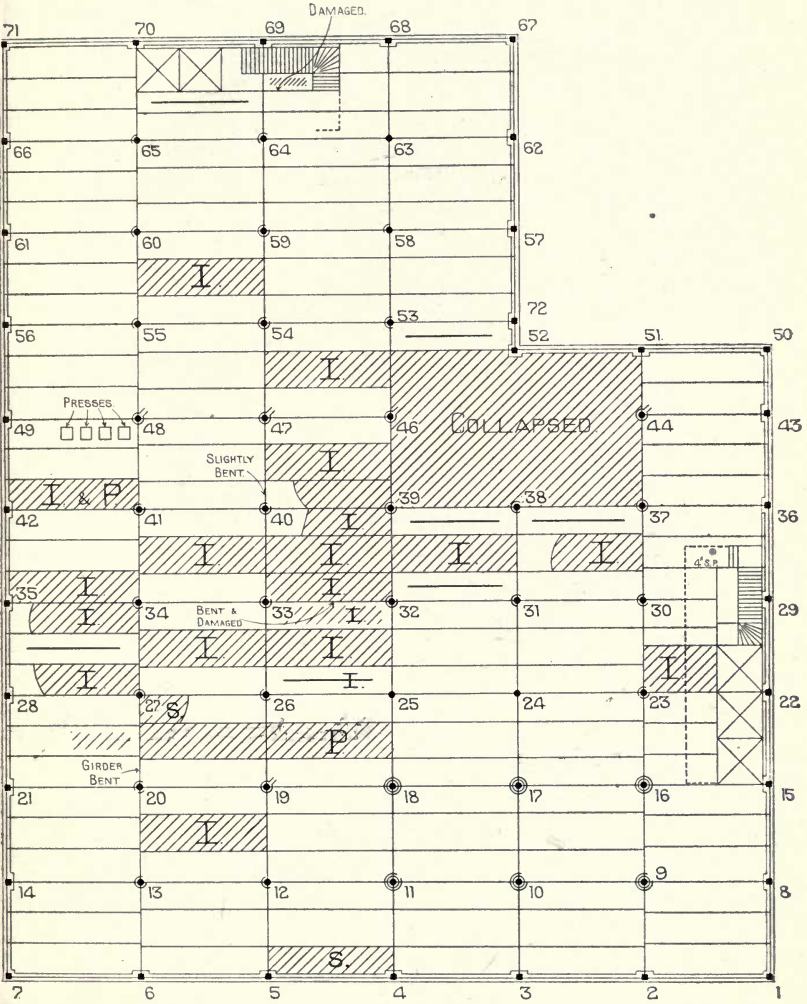 DAMAGED.
71 70 69 68 67
66 65 64 63 62
61 60 59 58 57
I.
56 55 54 53 72
52 51. 50
I.
PRESSES
49 48 47 46 COLLAPSED. 44 43
SLIGHTLY
BENT.
I.
I & P
42 41 40 39 38 37 36
I.
I. I. I. I.
4" S.P.
I. I.
35 34 33 32 31 30 29
I. BENT &
DAMAGED I.
I. I.
I. I. I.
28 27 26 25 24 23 22
S.
P
GIRDER
BENT
21 20 19 18 17 16 15
I.
14 13 12 11 10 9 8
S.
7 6 5 4 3 2 1